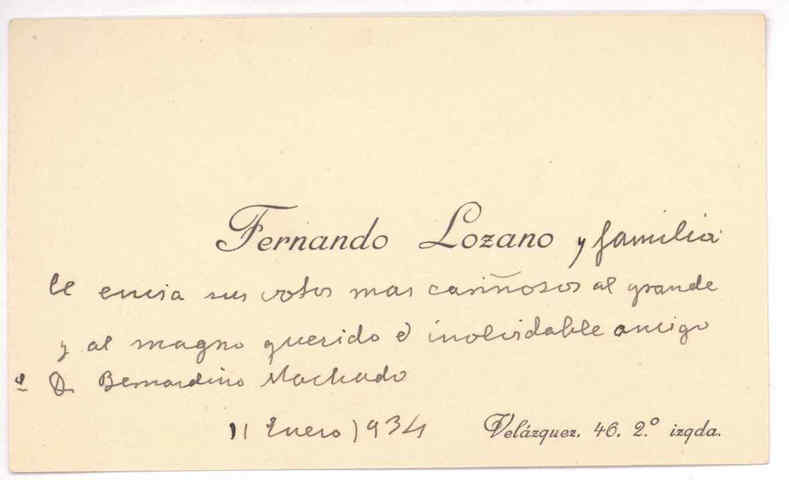 Fernando Lozano y familia
le envia sus votos mas cariñosos al grande
y al magno querido é inolvidable amigo
D. Bernardino Machado
11 Enero 1934
Velázquez. 46. 2.º izqda.